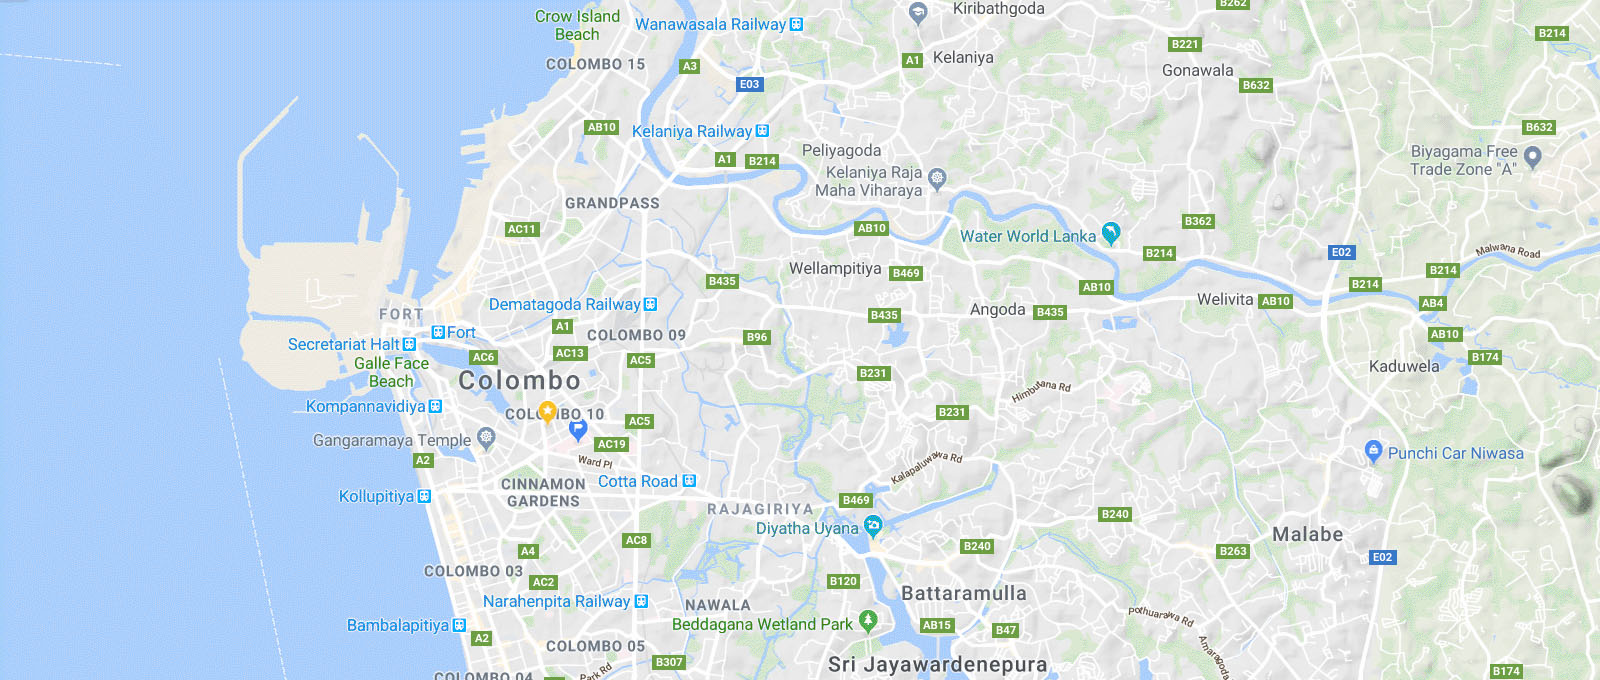 Crow Island
Beach
Wanawasala Railway
Kiribathgoda
B262
B214
B221
A1
Kelaniya
COLOMBO 15
A3
E03
Gonawala
B632
AB10
Kelaniya Railway
B632
A1
B214
Peliyagoda
Biyagama Free
Trade Zone "A"
Kelaniya Raja
Maha Viharaya
GRANDPASS
AC11
AB10
Water World Lanka
B362
B214
E02
Malwana Road
Wellampitiya
B469
B435
B214
B214
AB10
Welivita
AB10
AB4
Dematagoda Railway
Angoda
B435
B435
FORT
Fort
A1
COLOMBO 09
B96
AB10
Secretariat Halt
AC6
AC13
AC5
B174
Galle Face
Beach
Kaduwela
Colombo
B231
Himbutana Rd
Kompannavidiya
COLOMBO 10
AC5
B231
Gangaramaya Temple
AC19
A2
Ward Pl
Kalapaluwawa Rd
Punchi Car Niwasa
CINNAMON
GARDENS
Cotta Road
Kollupitiya
B469
RAJAGIRIYA
B240
Diyatha Uyana
Malabe
AC8
B240
A4
B263
E02
COLOMBO 03
AC2
B120
Battaramulla
Narahenpita Railway
NAWALA
Pothuarawa Rd
Bambalapitiya
Beddagana Wetland Park
AB15
B47
A2
COLOMBO 05
Amaragoda
B307
Sri Jayawardenepura
B174
Park Rd
COLOMBO 04